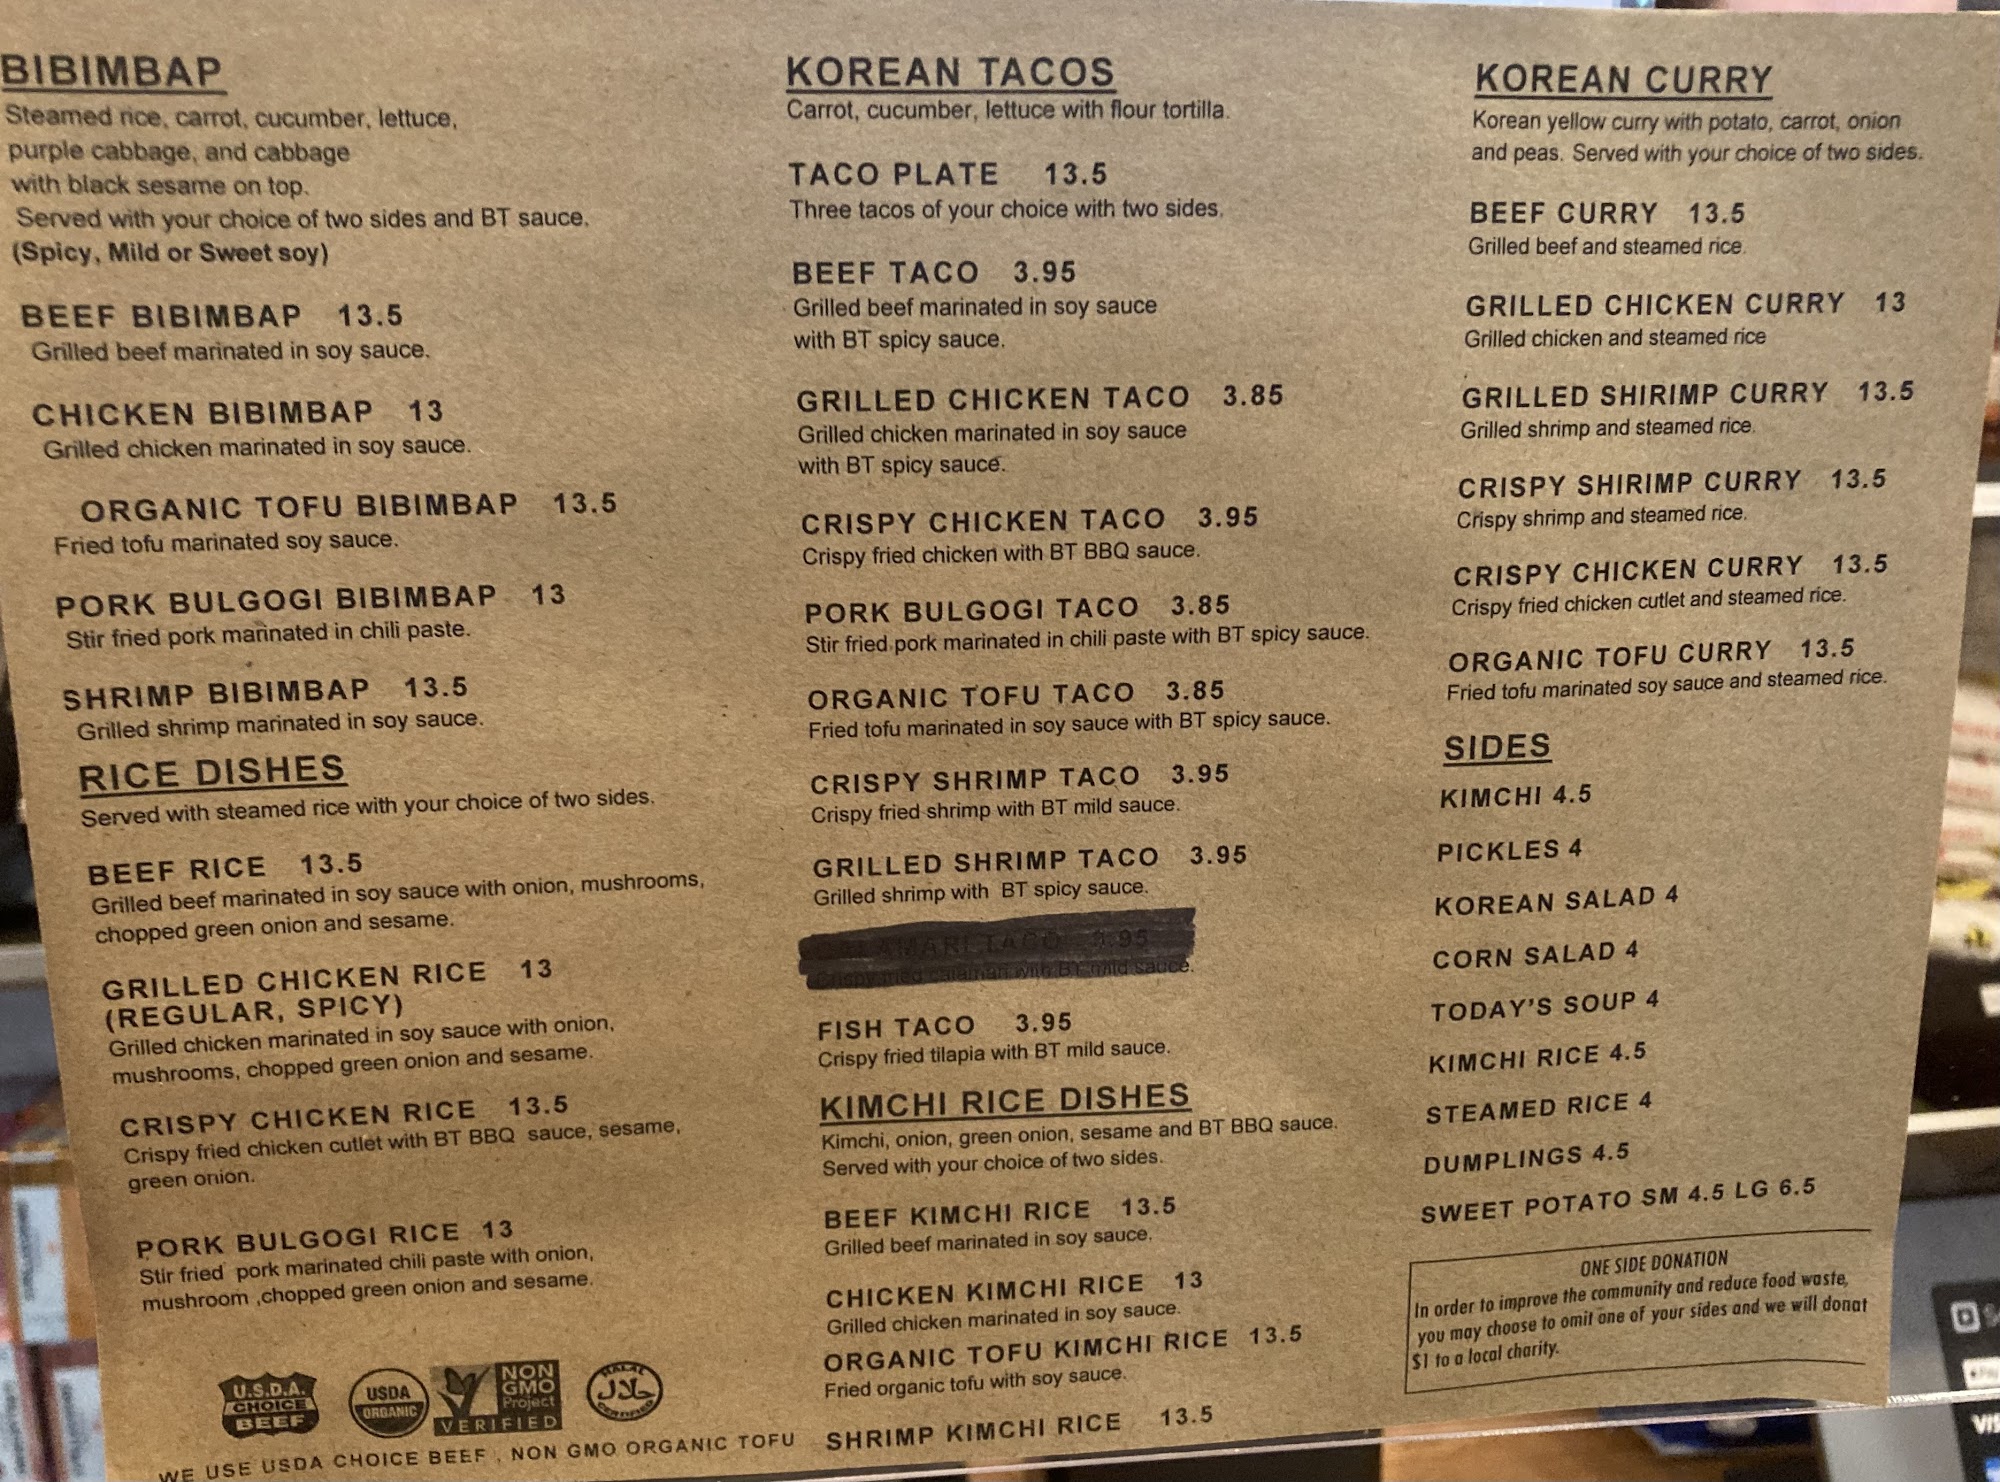 BIBIMBAP
Steamed rice, carrot, cucumber, lettuce,
purple cabbage, and cabbage
with black sesame on top.
Served with your choice of two sides and BT sauce.
(Spicy, Mild or Sweet soy)
BEEF BIBIMBAP 13.5
Grilled beef marinated in soy sauce.
CHICKEN BIBIMBAP 13
Grilled chicken marinated in soy sauce.
ORGANIC TOFU BIBIMBAP 13.5
Fried tofu marinated soy sauce.
PORK BULGOGI BIBIMBAP 13
Stir fried pork marinated in chili paste.
SHRIMP BIBIMBAP 13.5
Grilled shrimp marinated in soy sauce.
RICE DISHES
Served with steamed rice with your choice of two sides.
BEEF RICE 13.5
Grilled beef marinated in soy sauce with onion, mushrooms,
chopped green onion and sesame.
GRILLED CHICKEN RICE 13
(REGULAR, SPICY)
Grilled chicken marinated in soy sauce with onion,
mushrooms, chopped green onion and sesame.
CRISPY CHICKEN RICE 13.5
Crispy fried chicken cutlet with BT BBQ sauce, sesame,
green onion.
PORK BULGOGI RICE 13
Stir fried pork marinated chili paste with onion,
mushroom ,chopped green onion and sesame.
U.S.D.A.
CHOICE
BEEF
USDA
ORGANIC
NON
GMO
Project
VERIFIED
HALAL
حلال
CERTIFIED
WE USE USDA CHOICE BEEF , NON GMO ORGANIC TOFU
KOREAN TACOS
Carrot, cucumber, lettuce with flour tortilla.
TACO PLATE 13.5
Three tacos of your choice with two sides.
BEEF TACO 3.95
Grilled beef marinated in soy sauce
with BT spicy sauce.
GRILLED CHICKEN TACO 3.85
Grilled chicken marinated in soy sauce
with BT spicy sauce.
CRISPY CHICKEN TACO 3.95
Crispy fried chicken with BT BBQ sauce.
PORK BULGOGI TACO 3.85
Stir fried pork marinated in chili paste with BT spicy sauce.
ORGANIC TOFU TACO 3.85
Fried tofu marinated in soy sauce with BT spicy sauce.
CRISPY SHRIMP TACO 3.95
Crispy fried shrimp with BT mild sauce.
GRILLED SHRIMP TACO 3.95
Grilled shrimp with BT spicy sauce.
CALAMARI TACO 3.95
Crispy fried calamari with BT mild sauce.
FISH TACO 3.95
Crispy fried tilapia with BT mild sauce.
KIMCHI RICE DISHES
Kimchi, onion, green onion, sesame and BT BBQ sauce.
Served with your choice of two sides.
BEEF KIMCHI RICE 13.5
Grilled beef marinated in soy sauce.
CHICKEN KIMCHI RICE 13
Grilled chicken marinated in soy sauce.
ORGANIC TOFU KIMCHI RICE 13.5
Fried organic tofu with soy sauce.
SHRIMP KIMCHI RICE 13.5
KOREAN CURRY
Korean yellow curry with potato, carrot, onion
and peas. Served with your choice of two sides.
BEEF CURRY 13.5
Grilled beef and steamed rice.
GRILLED CHICKEN CURRY 13
Grilled chicken and steamed rice
GRILLED SHIRIMP CURRY 13.5
Grilled shrimp and steamed rice.
CRISPY SHIRIMP CURRY 13.5
Crispy shrimp and steamed rice.
CRISPY CHICKEN CURRY 13.5
Crispy fried chicken cutlet and steamed rice.
ORGANIC TOFU CURRY 13.5
Fried tofu marinated soy sauce and steamed rice.
SIDES
KIMCHI 4.5
PICKLES 4
KOREAN SALAD 4
CORN SALAD 4
TODAY'S SOUP 4
KIMCHI RICE 4.5
STEAMED RICE 4
DUMPLINGS 4.5
SWEET POTATO SM 4.5 LG 6.5
ONE SIDE DONATION
In order to improve the community and reduce food waste,
you may choose to omit one of your sides and we will donat
$1 to a local charity.